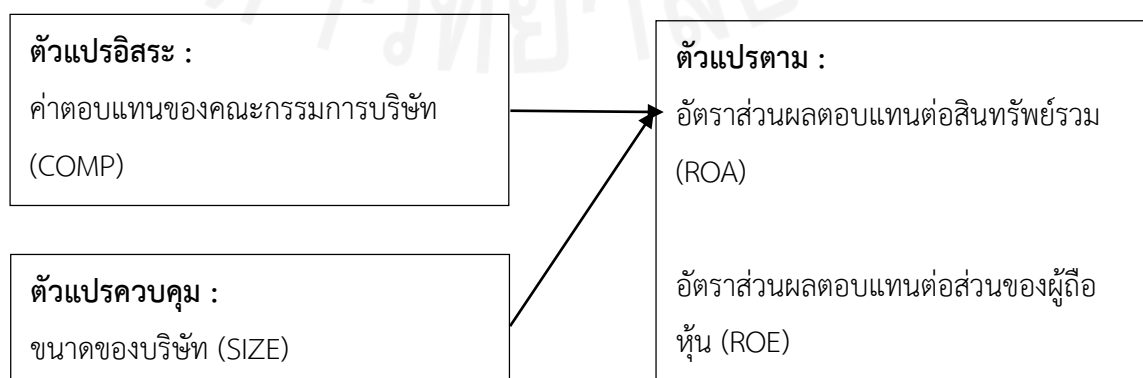 ตัวแปรอิสระ :
ค่าตอบแทนของคณะกรรมการบริษัท
(COMP)
ตัวแปรควบคุม :
ขนาดของบริษัท (SIZE)
ตัวแปรตาม :
อัตราส่วนผลตอบแทนต่อสินทรัพย์รวม
(ROA)
อัตราส่วนผลตอบแทนต่อส่วนของผู้ถือ
หุ้น (ROE)